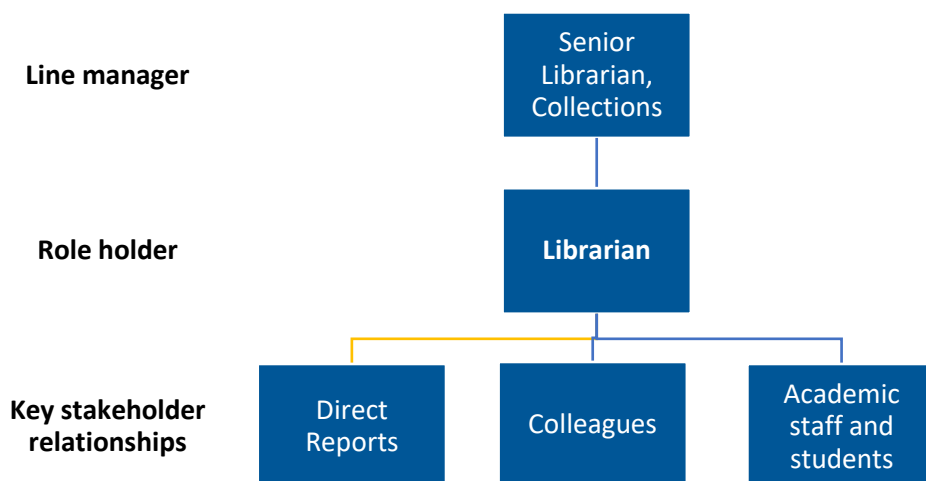 Line manager
Senior
Librarian,
Collections
Role holder
Librarian
Key stakeholder
relationships
Direct
Reports
Colleagues
Academic
staff and
students